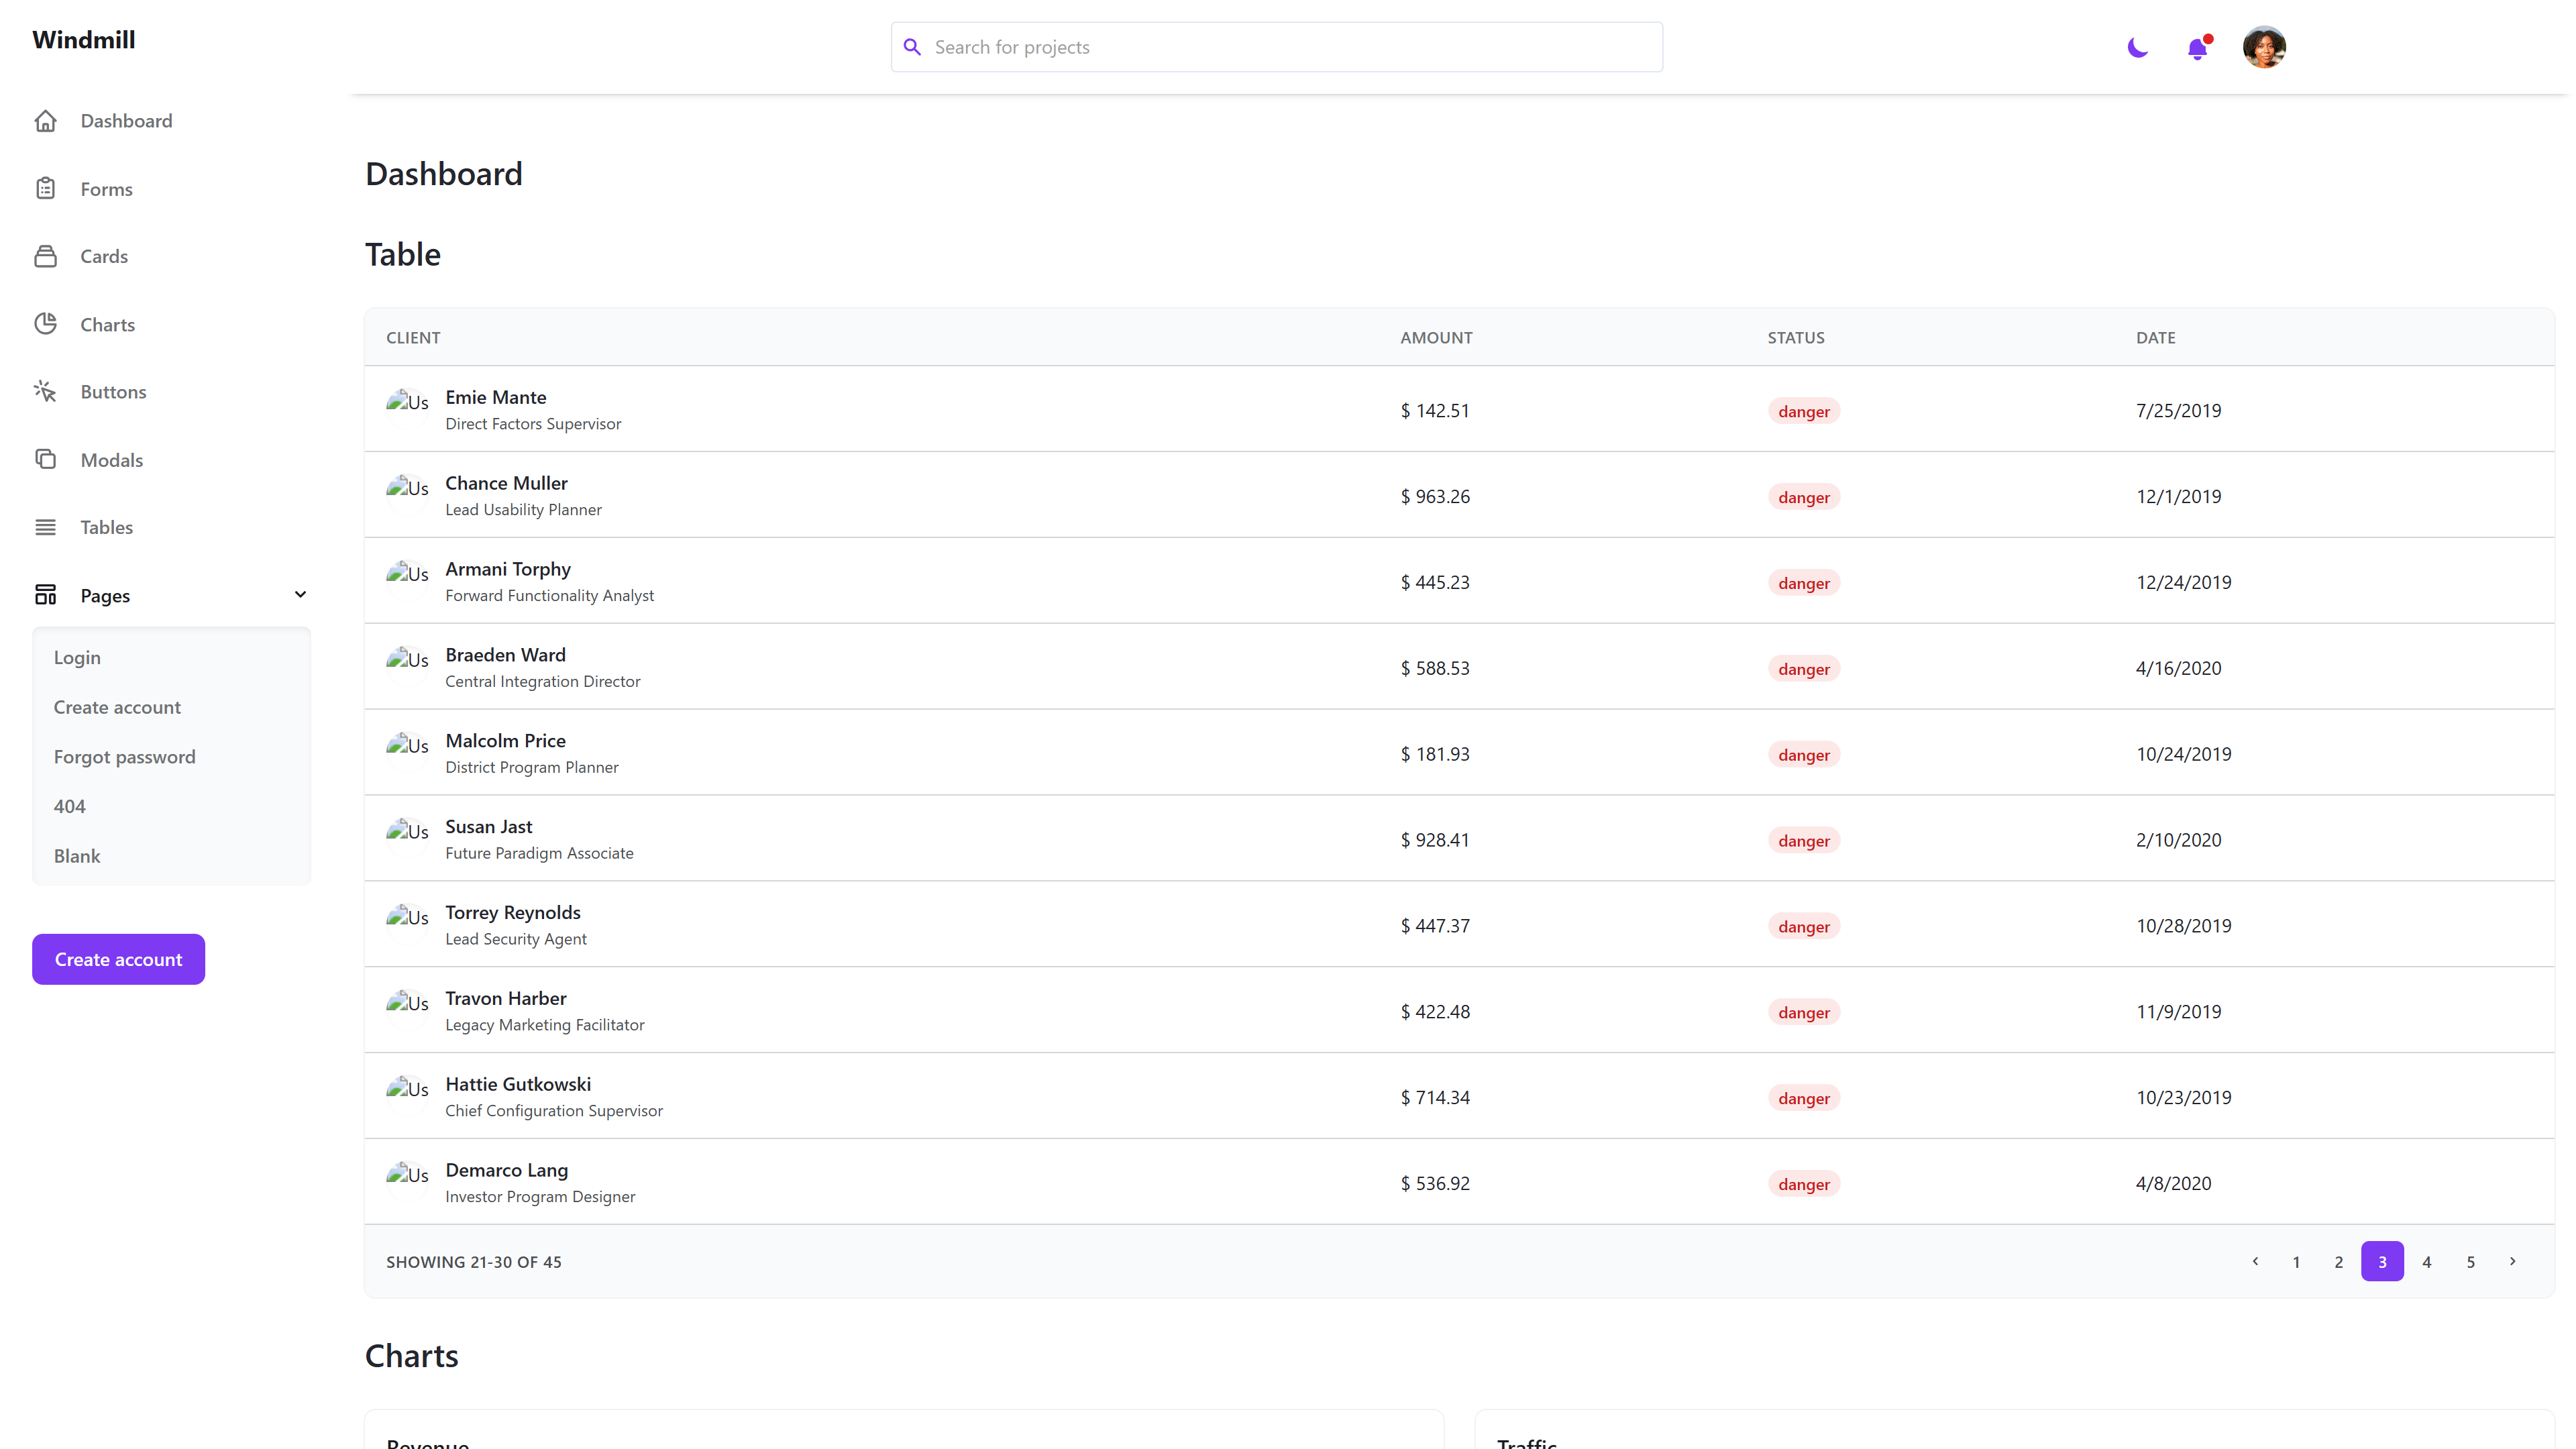 Windmill
Search for projects
Dashboard
Forms
Cards
Charts
Buttons
Modals
Tables
Pages
Login
Create account
Forgot password
404
Blank
Create account
Dashboard
Table
CLIENT AMOUNT STATUS DATE
Us Emie Mante $ 142.51 danger 7/25/2019
Direct Factors Supervisor
Us Chance Muller $ 963.26 danger 12/1/2019
Lead Usability Planner
Us Armani Torphy $ 445.23 danger 12/24/2019
Forward Functionality Analyst
Us Braeden Ward $ 588.53 danger 4/16/2020
Central Integration Director
Us Malcolm Price $ 181.93 danger 10/24/2019
District Program Planner
Us Susan Jast $ 928.41 danger 2/10/2020
Future Paradigm Associate
Us Torrey Reynolds $ 447.37 danger 10/28/2019
Lead Security Agent
Us Travon Harber $ 422.48 danger 11/9/2019
Legacy Marketing Facilitator
Us Hattie Gutkowski $ 714.34 danger 10/23/2019
Chief Configuration Supervisor
Us Demarco Lang $ 536.92 danger 4/8/2020
Investor Program Designer
SHOWING 21-30 OF 45 1 2 3 4 5
Charts
Revenue Traffic